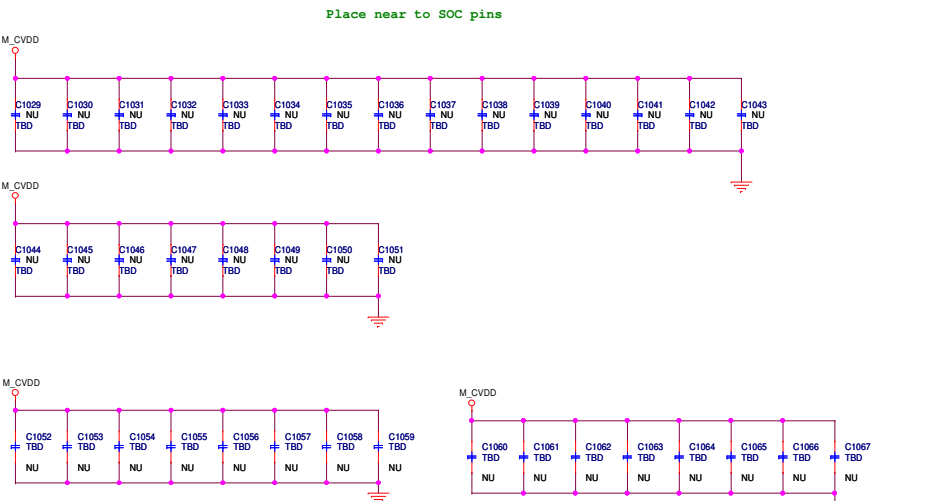 Place near to SOC pins
M_CVDD
C1029 C1030 C1031 C1032 C1033 C1034 C1035 C1036 C1037 C1038 C1039 C1040 C1041 C1042 C1043
NU NU NU NU NU NU NU NU NU NU NU NU NU NU NU
TBD TBD TBD TBD TBD TBD TBD TBD TBD TBD TBD TBD TBD TBD TBD
M_CVDD
C1044 C1045 C1046 C1047 C1048 C1049 C1050 C1051
NU NU NU NU NU NU NU NU
TBD TBD TBD TBD TBD TBD TBD TBD
M_CVDD
C1052 C1053 C1054 C1055 C1056 C1057 C1058 C1059
TBD TBD TBD TBD TBD TBD TBD TBD
NU NU NU NU NU NU NU NU
M_CVDD
C1060 C1061 C1062 C1063 C1064 C1065 C1066 C1067
TBD TBD TBD TBD TBD TBD TBD TBD
NU NU NU NU NU NU NU NU